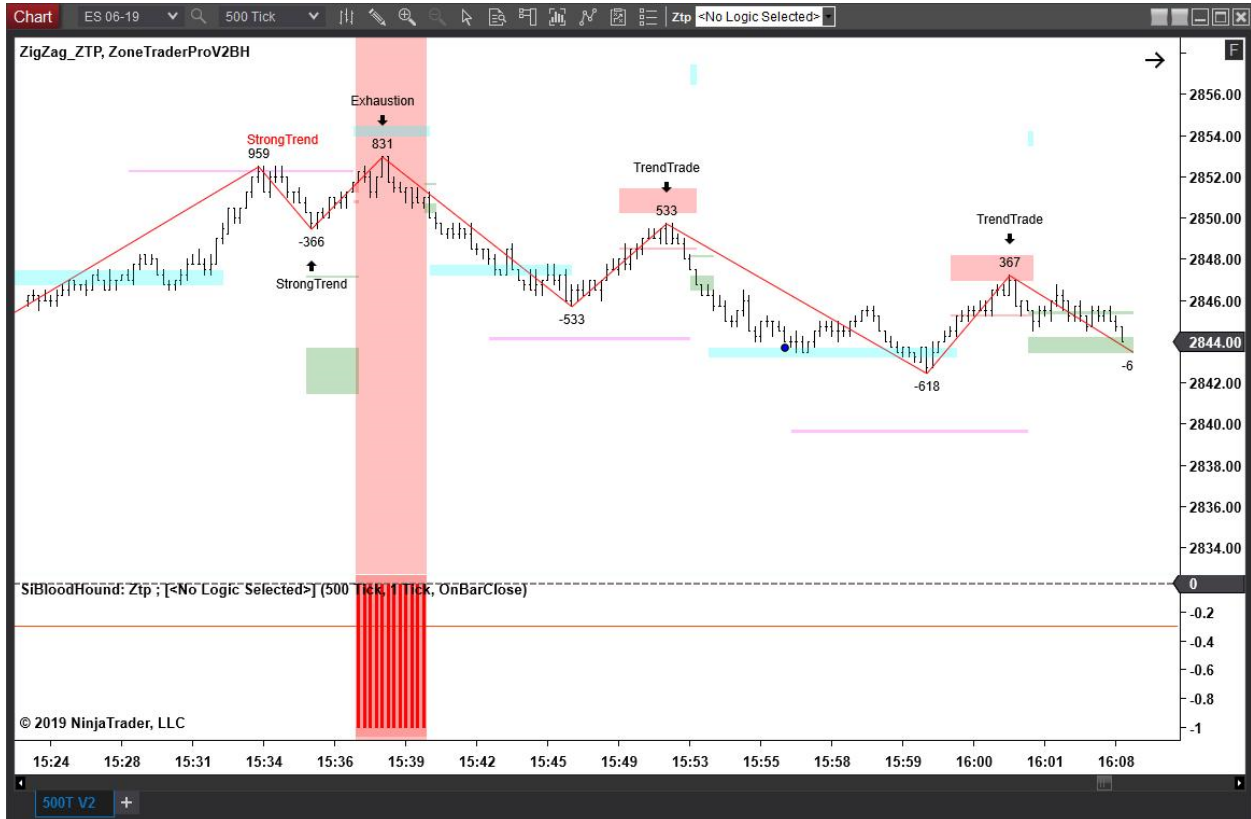 Chart ES 06-19 500 Tick Ztp <No Logic Selected>
ZigZag_ZTP, ZoneTraderProV2BH
F
Exhaustion
831
StrongTrend
959
-366
StrongTrend
TrendTrade
533
-533
TrendTrade
367
-618
-6
2856.00
2854.00
2852.00
2850.00
2848.00
2846.00
2844.00
2842.00
2840.00
2838.00
2836.00
2834.00
SiBloodHound: Ztp ; [<No Logic Selected>] (500 Tick, 1 Tick, OnBarClose)
0
-0.2
-0.4
-0.6
-0.8
-1
© 2019 NinjaTrader, LLC
15:24 15:28 15:31 15:34 15:36 15:39 15:42 15:45 15:49 15:53 15:55 15:58 15:59 16:00 16:01 16:08
500T V2 +